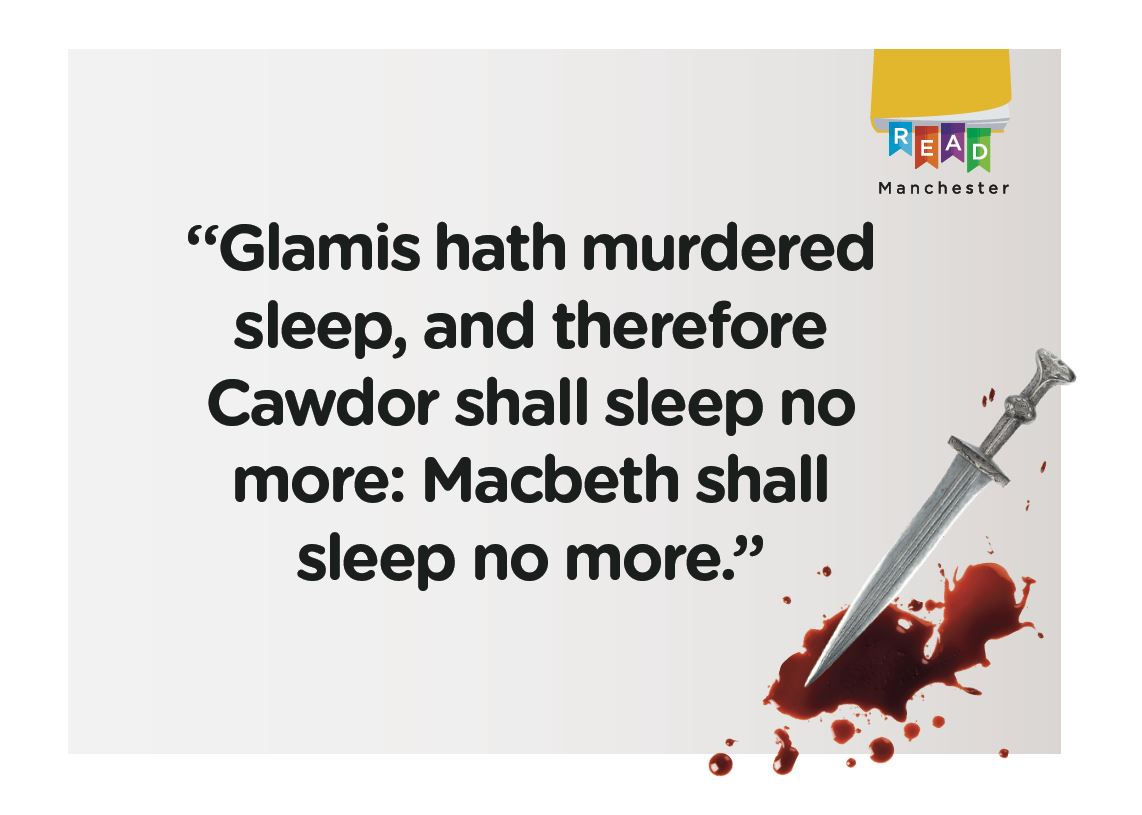 READ
Manchester
“Glamis hath murdered
sleep, and therefore
Cawdor shall sleep no
more: Macbeth shall
sleep no more.”